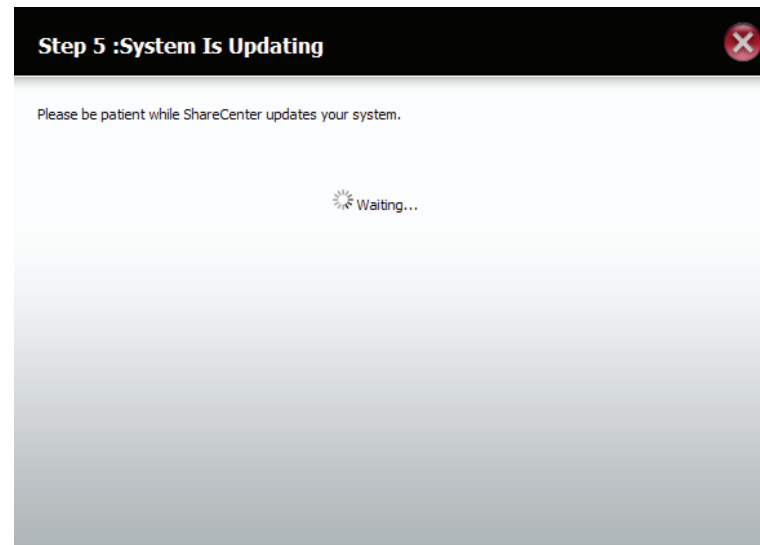 Step 5 :System Is Updating
Please be patient while ShareCenter updates your system.
Waiting...